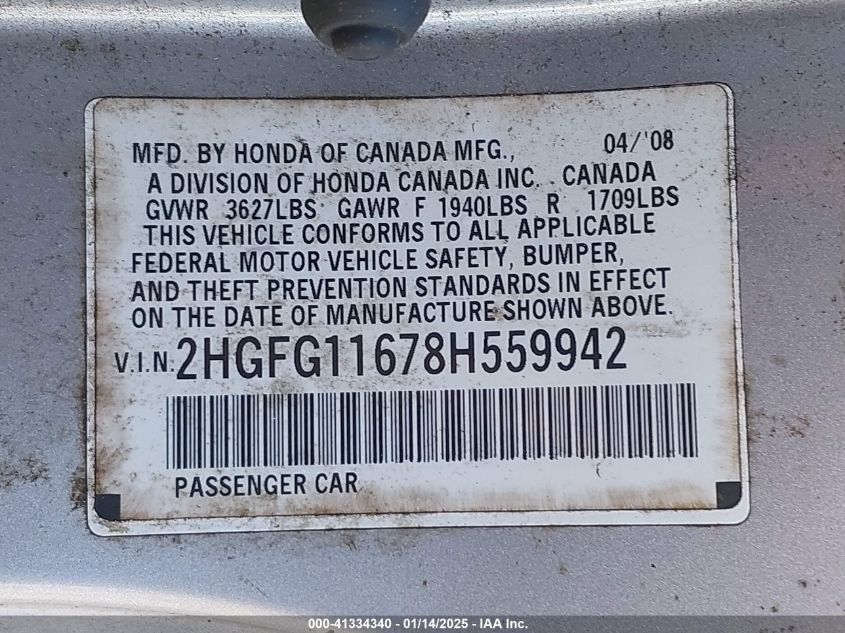 MFD. BY HONDA OF CANADA MFG., 04/'08
A DIVISION OF HONDA CANADA INC. CANADA
GVWR 3627LBS GAWR F 1940LBS R 1709LBS
THIS VEHICLE CONFORMS TO ALL APPLICABLE
FEDERAL MOTOR VEHICLE SAFETY, BUMPER,
AND THEFT PREVENTION STANDARDS IN EFFECT
ON THE DATE OF MANUFACTURE SHOWN ABOVE.
V.I.N. 2HGFG11678H559942
PASSENGER CAR
000-41334340 - 01/14/2025 - IAA Inc.